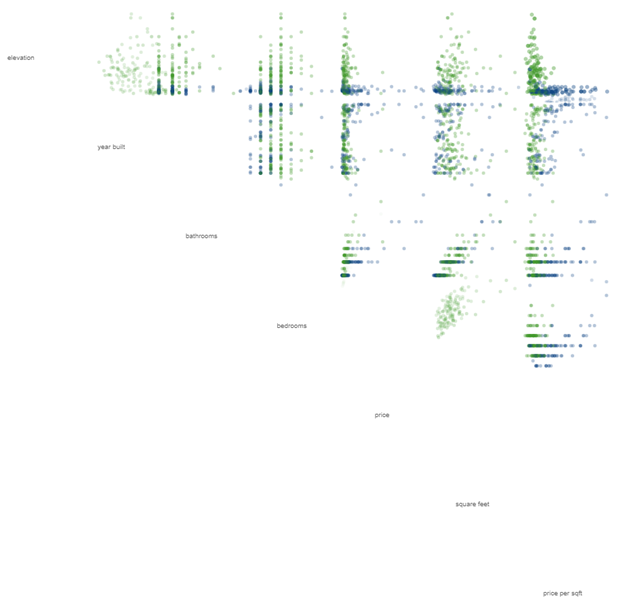 elevation
year built
bathrooms
bedrooms
price
square feet
price per sqft